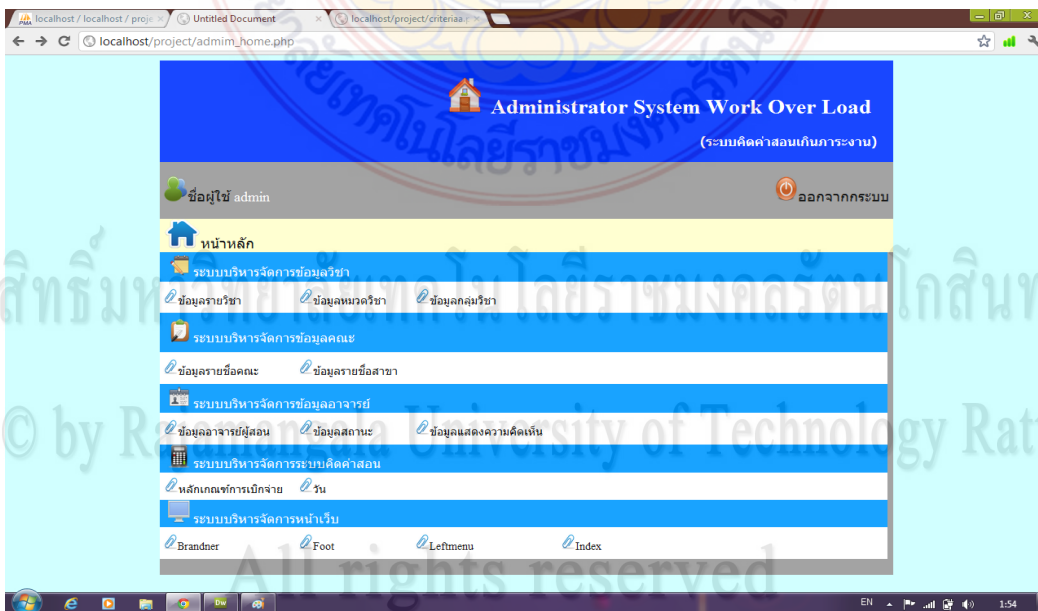 localhost / localhost / proje
Untitled Document
localhost/project/criteriaa.p
localhost/project/admim_home.php
Administrator System Work Over Load
(ระบบคิดค่าสอนเกินภาระงาน)
ชื่อผู้ใช้ admin
ออกจากกระบบ
หน้าหลัก
ระบบบริหารจัดการข้อมูลวิชา
ข้อมูลรายวิชา ข้อมูลหมวดวิชา ข้อมูลกลุ่มวิชา
ระบบบริหารจัดการข้อมูลคณะ
ข้อมูลรายชื่อคณะ ข้อมูลรายชื่อสาขา
ระบบบริหารจัดการข้อมูลอาจารย์
ข้อมูลอาจารย์ผู้สอน ข้อมูลสถานะ ข้อมูลแสดงความคิดเห็น
ระบบบริหารจัดการระบบคิดค่าสอน
หลักเกณฑ์การเบิกจ่าย วัน
ระบบบริหารจัดการหน้าเว็บ
Brandner Foot Leftmenu Index
© by Rajamangala University of Technology Ratt
All rights reserved
EN 1:54